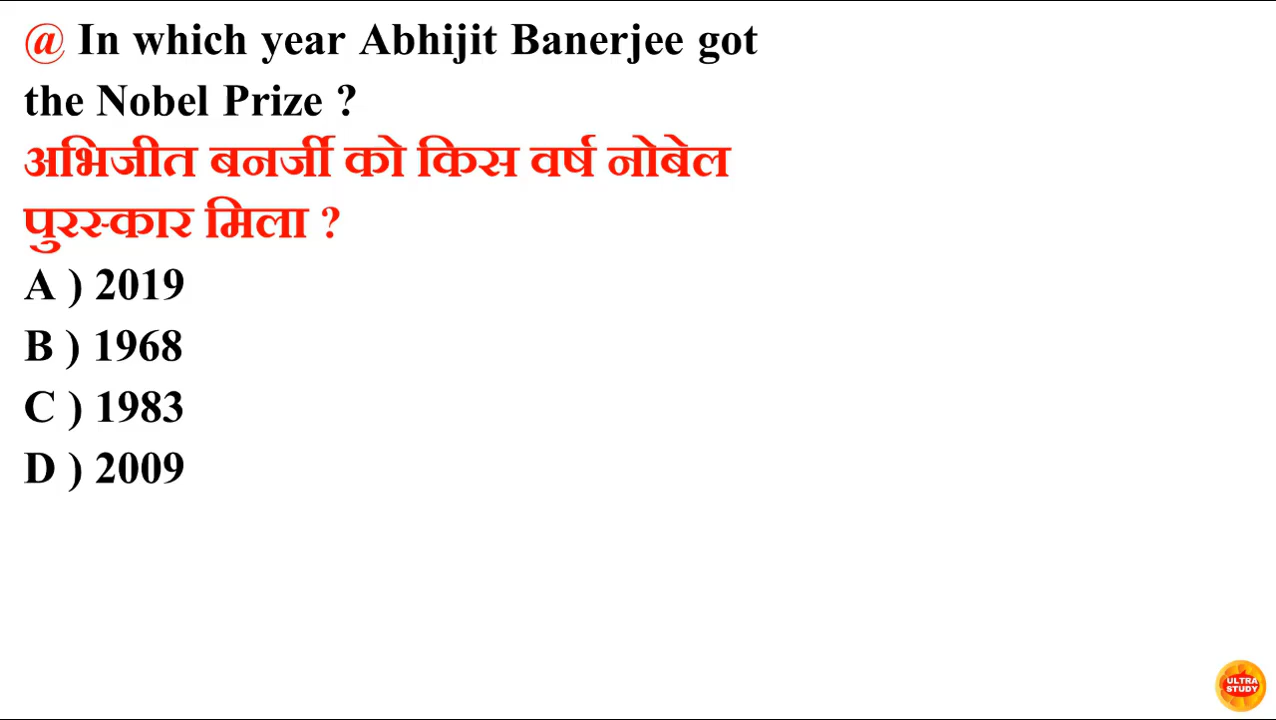 @ In which year Abhijit Banerjee got
the Nobel Prize ?
अभिजीत बनर्जी को किस वर्ष नोबेल
पुरस्कार मिला ?
A ) 2019
B ) 1968
C ) 1983
D ) 2009
ULTRA
STUDY